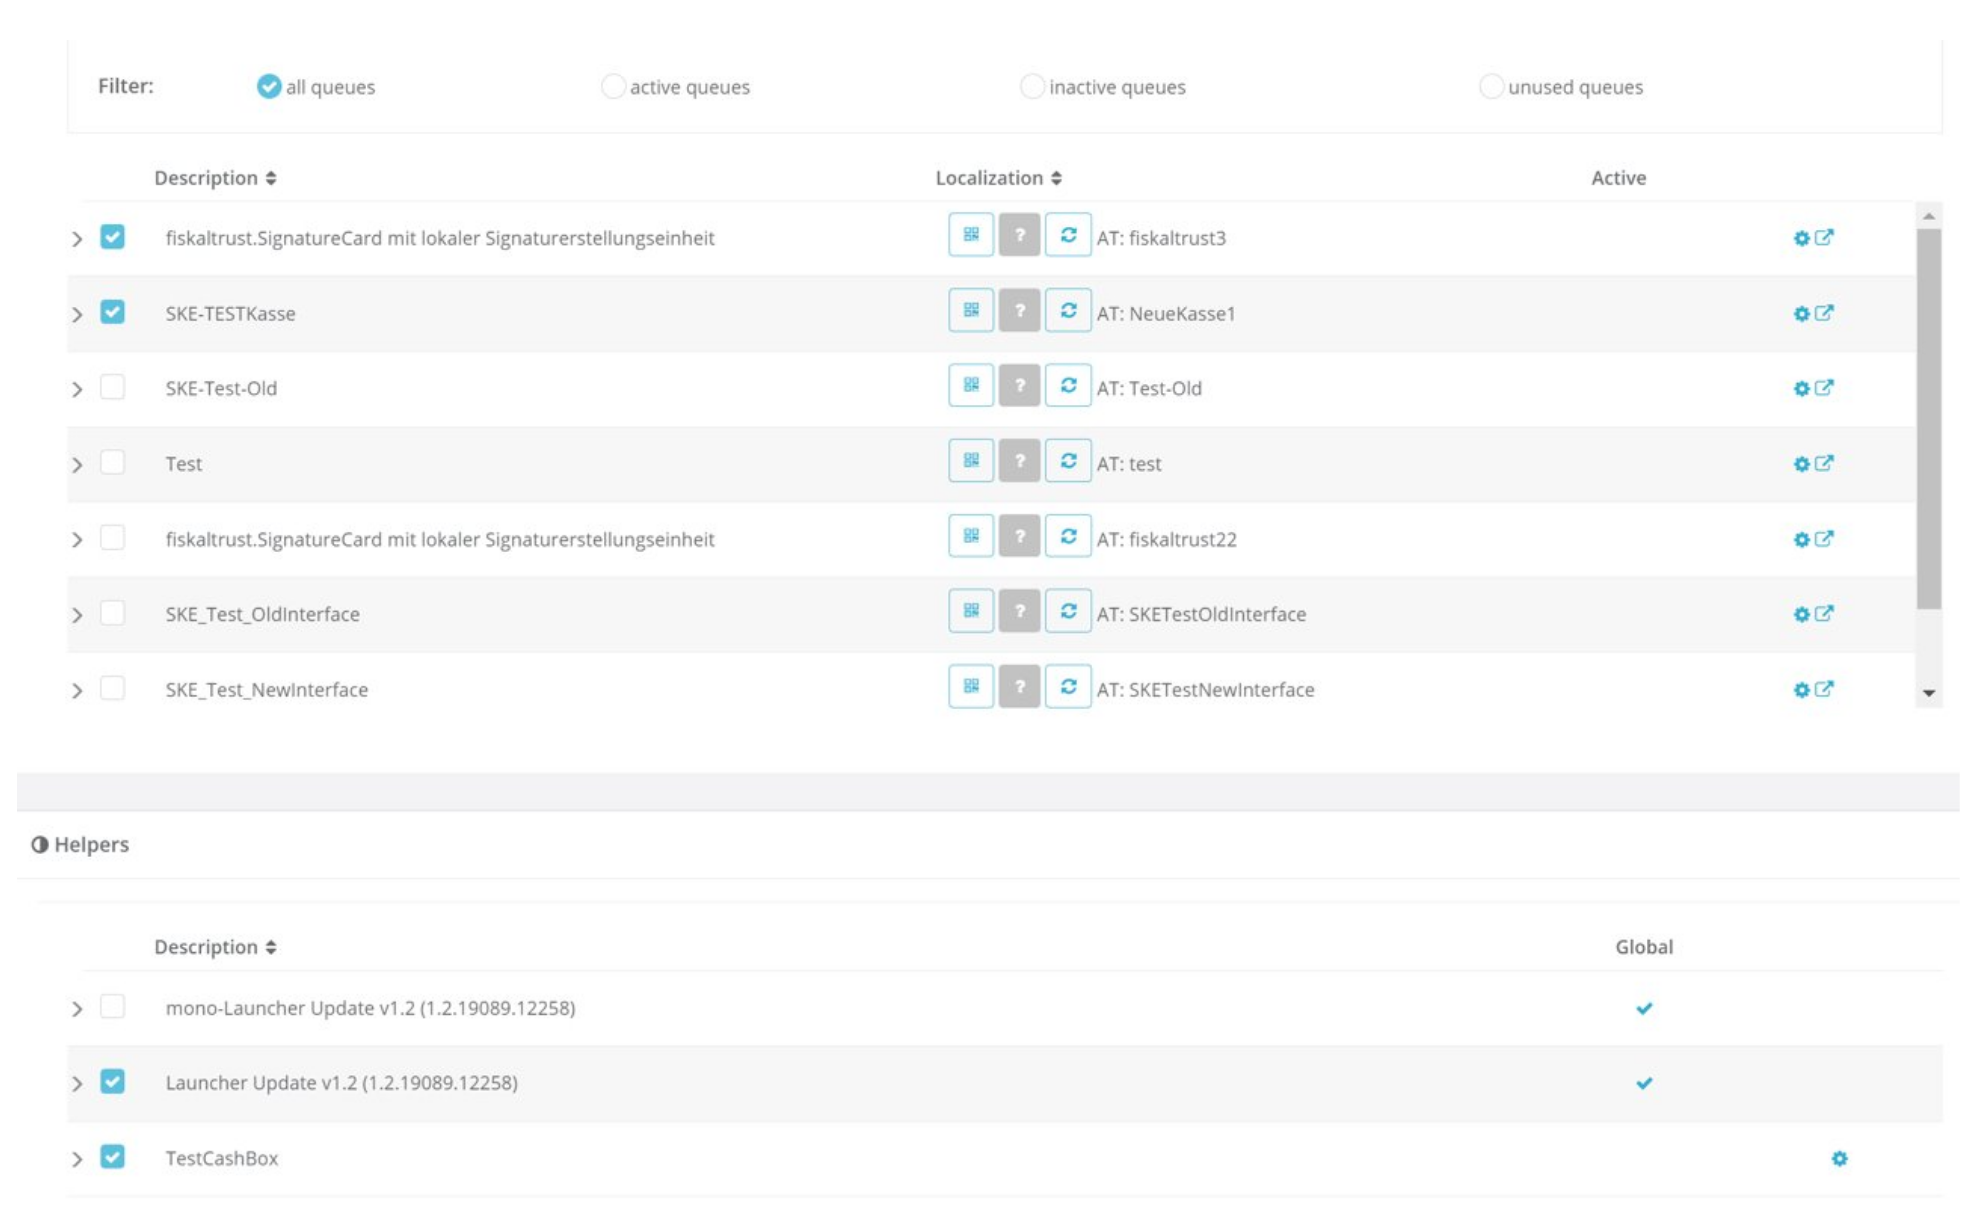 Filter: all queues active queues inactive queues unused queues
Description Localization Active
fiskaltrust.SignatureCard mit lokaler Signaturerstellungseinheit ? AT: fiskaltrust3
SKE-TESTKasse ? AT: NeueKasse1
SKE-Test-Old ? AT: Test-Old
Test ? AT: test
fiskaltrust.SignatureCard mit lokaler Signaturerstellungseinheit ? AT: fiskaltrust22
SKE_Test_OldInterface ? AT: SKETestOldInterface
SKE_Test_NewInterface ? AT: SKETestNewInterface
Helpers
Description Global
mono-Launcher Update v1.2 (1.2.19089.12258)
Launcher Update v1.2 (1.2.19089.12258)
TestCashBox